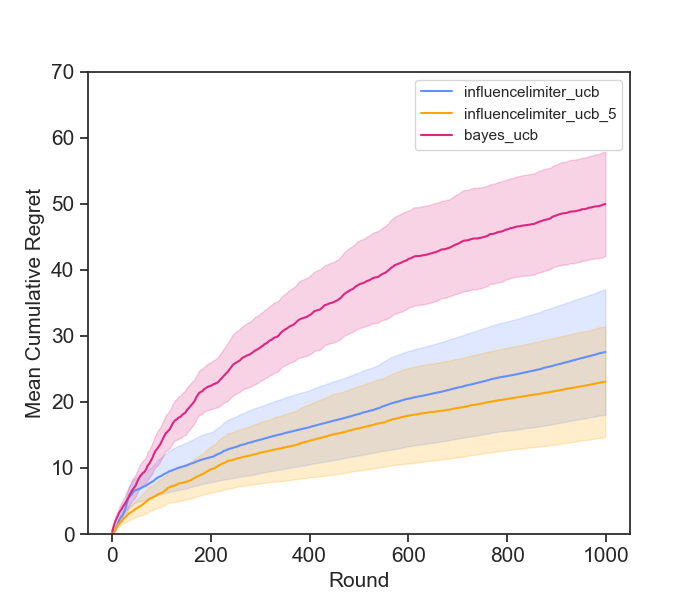 70
60
50
40
30
20
10
0
Mean Cumulative Regret
influencelimiter_ucb
influencelimiter_ucb_5
bayes_ucb
0 200 400 600 800 1000
Round